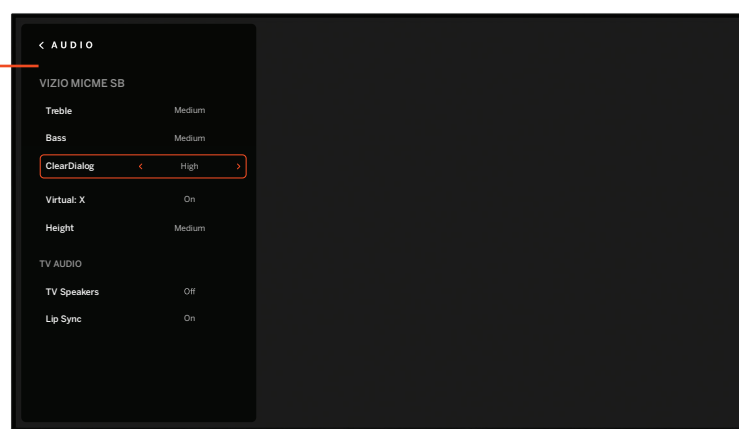 < AUDIO
VIZIO MICME SB
Treble Medium
Bass Medium
ClearDialog < High >
Virtual: X On
Height Medium
TV AUDIO
TV Speakers Off
Lip Sync On